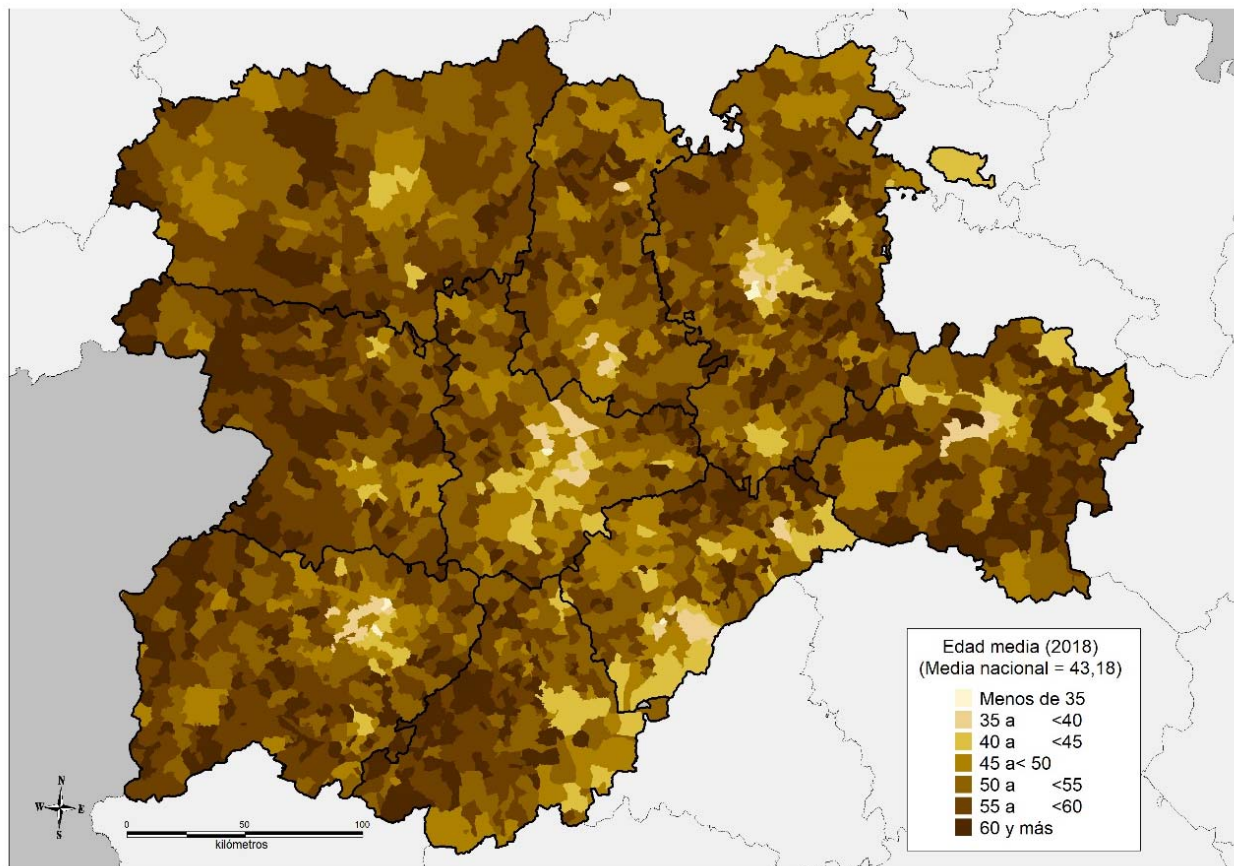 Edad media (2018)
(Media nacional = 43,18)
Menos de 35
35 a <40
40 a <45
45 a< 50
50 a <55
55 a <60
60 y más
N
W E
S
0 50 100
kilómetros